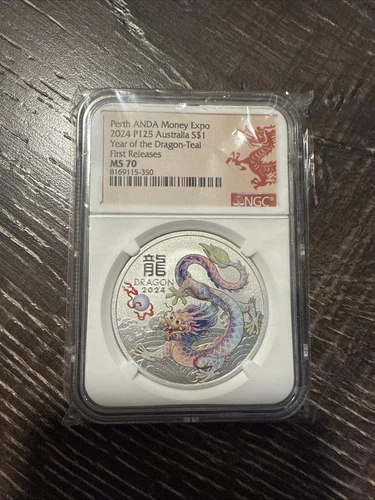 Perth ANDA Money Expo
2024 P125 Australia S$1
Year of the Dragon-Teal
First Releases
MS 70
8169115-350
NGC®
龍
DRAGON
2024